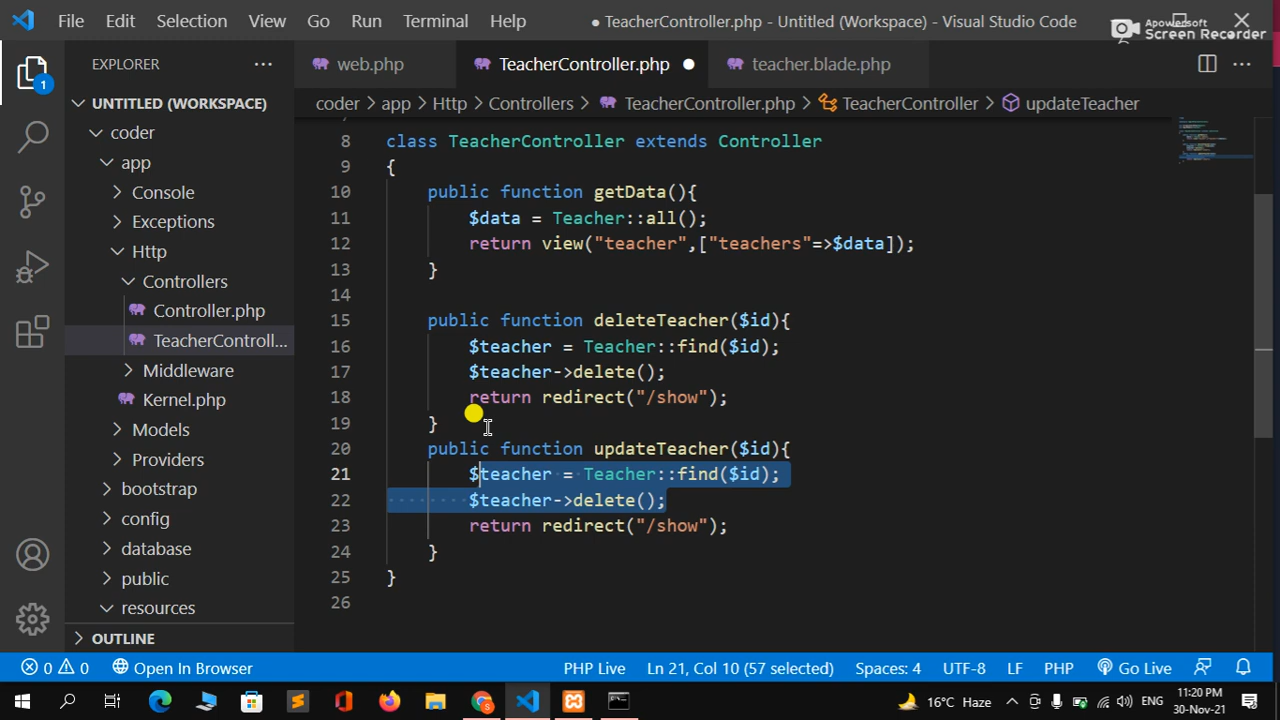 File Edit Selection View Go Run Terminal Help
● TeacherController.php - Untitled (Workspace) - Visual Studio Code
Apowersoft
Screen Recorder
EXPLORER
web.php
TeacherController.php
teacher.blade.php
coder > app > Http > Controllers > TeacherController.php > TeacherController > updateTeacher
1
UNTITLED (WORKSPACE)
coder
app
Console
Exceptions
Http
Controllers
Controller.php
TeacherControll...
Middleware
Kernel.php
Models
Providers
bootstrap
config
database
public
resources
OUTLINE
8 class TeacherController extends Controller
9 {
10 public function getData(){
11 $data = Teacher::all();
12 return view("teacher",["teachers"=>$data]);
13 }
14
15 public function deleteTeacher($id){
16 $teacher = Teacher::find($id);
17 $teacher->delete();
18 return redirect("/show");
19 }
20 public function updateTeacher($id){
21 $teacher = Teacher::find($id);
22 $teacher->delete();
23 return redirect("/show");
24 }
25 }
26
0 0 Open In Browser PHP Live Ln 21, Col 10 (57 selected) Spaces: 4 UTF-8 LF PHP Go Live
16°C Haze ENG 11:20 PM
30-Nov-21